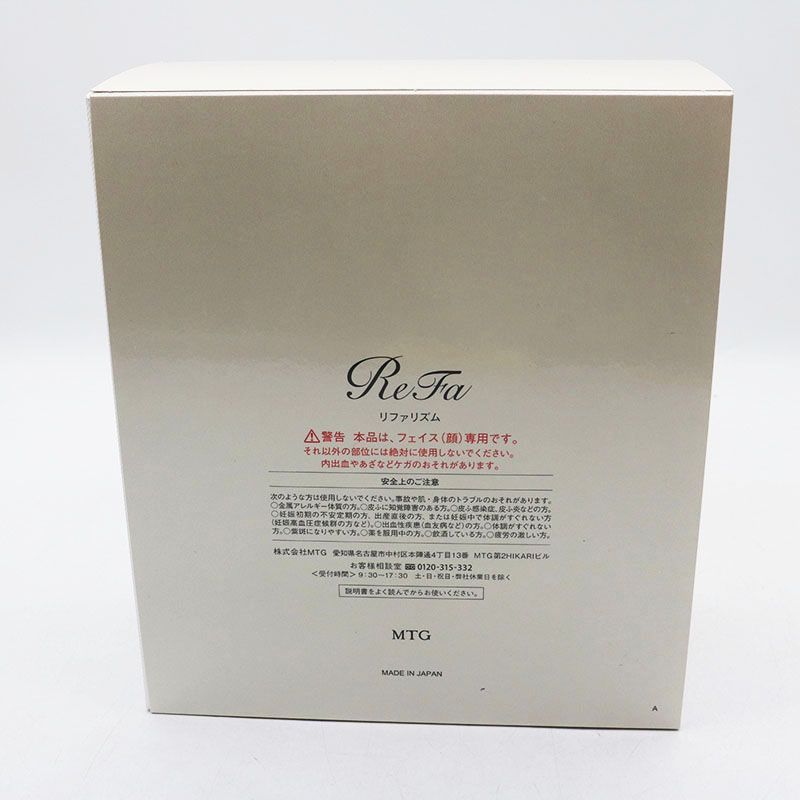 ReFa
リファリズム
⚠警告 本品は、フェイス(顔)専用です。
それ以外の部位には絶対に使用しないでください。
内出血やあざなどケガのおそれがあります。
安全上のご注意
次のような方は使用しないでください。事故や肌・身体のトラブルのおそれがあります。
○金属アレルギー体質の方。○皮ふに知覚障害のある方。○皮ふ感染症、皮ふ炎などの方。
○妊娠初期の不安定期の方、出産直後の方、または妊娠中で体調がすぐれない方
(妊娠高血圧症候群の方など)。○出血性疾患(血友病など)の方。○体調がすぐれない
方。○紫斑になりやすい方。○薬を服用中の方。○飲酒している方。○疲労の激しい方。
株式会社MTG 愛知県名古屋市中村区本陣通4丁目13番 MTG第2HIKARIビル
お客様相談室 0120-315-332
<受付時間> 9:30~17:30 土・日・祝日・弊社休業日を除く
説明書をよく読んでからお使いください。
MTG
MADE IN JAPAN
A